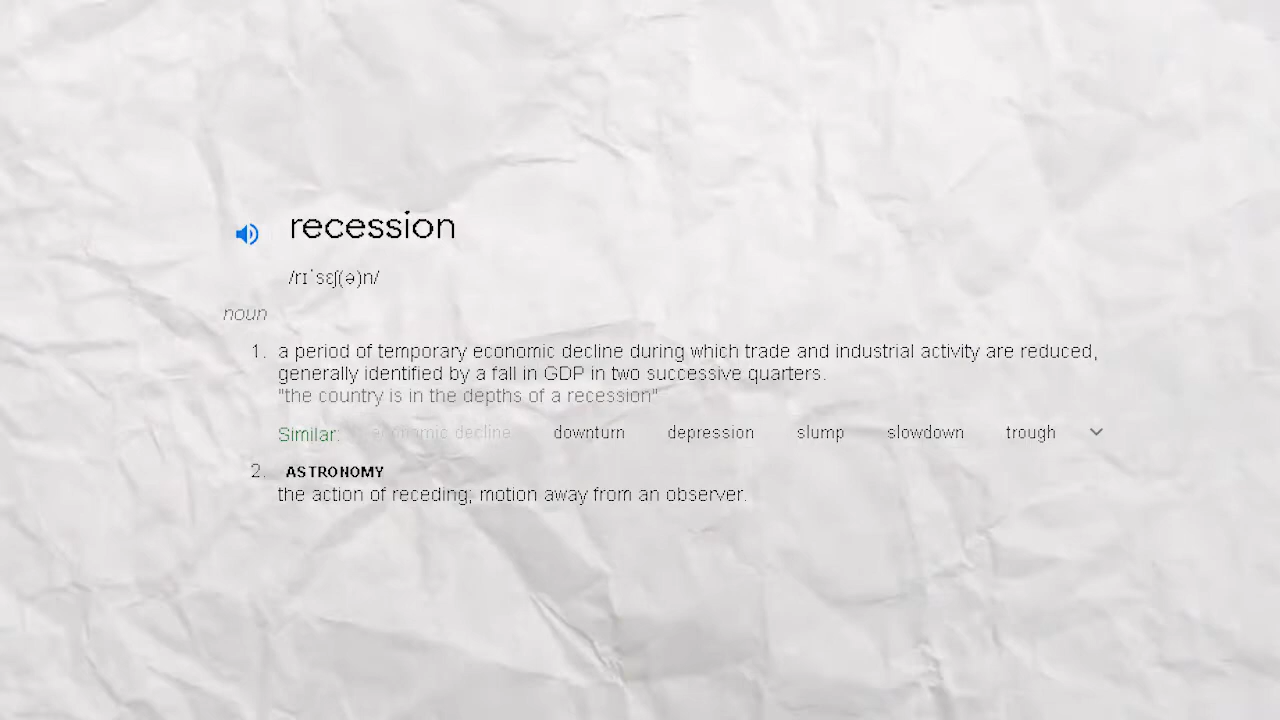 recession
/rɪˈsɛʃ(ə)n/
noun
1. a period of temporary economic decline during which trade and industrial activity are reduced,
generally identified by a fall in GDP in two successive quarters.
"the country is in the depths of a recession"
Similar: economic decline downturn depression slump slowdown trough
2. ASTRONOMY
the action of receding; motion away from an observer.